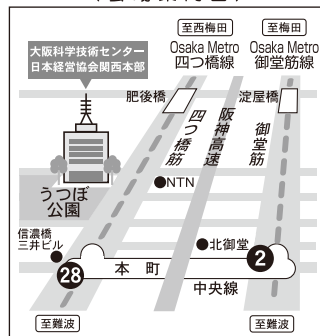 至西梅田
至梅田
Osaka Metro
四つ橋線
Osaka Metro
御堂筋線
大阪科学技術センター
日本経営協会関西本部
肥後橋
淀屋橋
四つ橋筋
阪神高速
御堂筋
うつぼ
公園
NTN
信濃橋
三井ビル
北御堂
28
本町
2
中央線
至難波
至難波